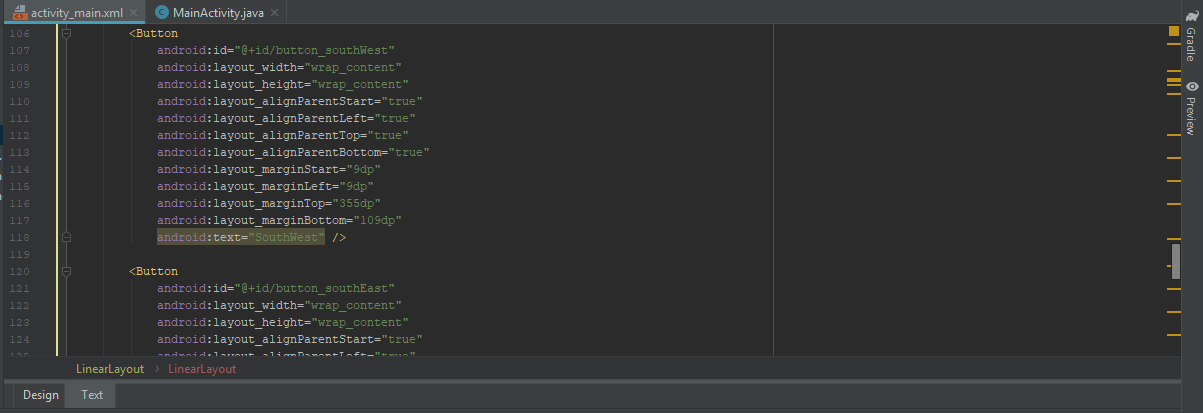 activity_main.xml
MainActivity.java
106 <Button
107 android:id="@+id/button_southWest"
108 android:layout_width="wrap_content"
109 android:layout_height="wrap_content"
110 android:layout_alignParentStart="true"
111 android:layout_alignParentLeft="true"
112 android:layout_alignParentTop="true"
113 android:layout_alignParentBottom="true"
114 android:layout_marginStart="9dp"
115 android:layout_marginLeft="9dp"
116 android:layout_marginTop="355dp"
117 android:layout_marginBottom="109dp"
118 android:text="SouthWest" />
119
120 <Button
121 android:id="@+id/button_southEast"
122 android:layout_width="wrap_content"
123 android:layout_height="wrap_content"
124 android:layout_alignParentStart="true"
125 android:layout_alignParentLeft="true"
LinearLayout › LinearLayout
Design Text
Gradle
Preview